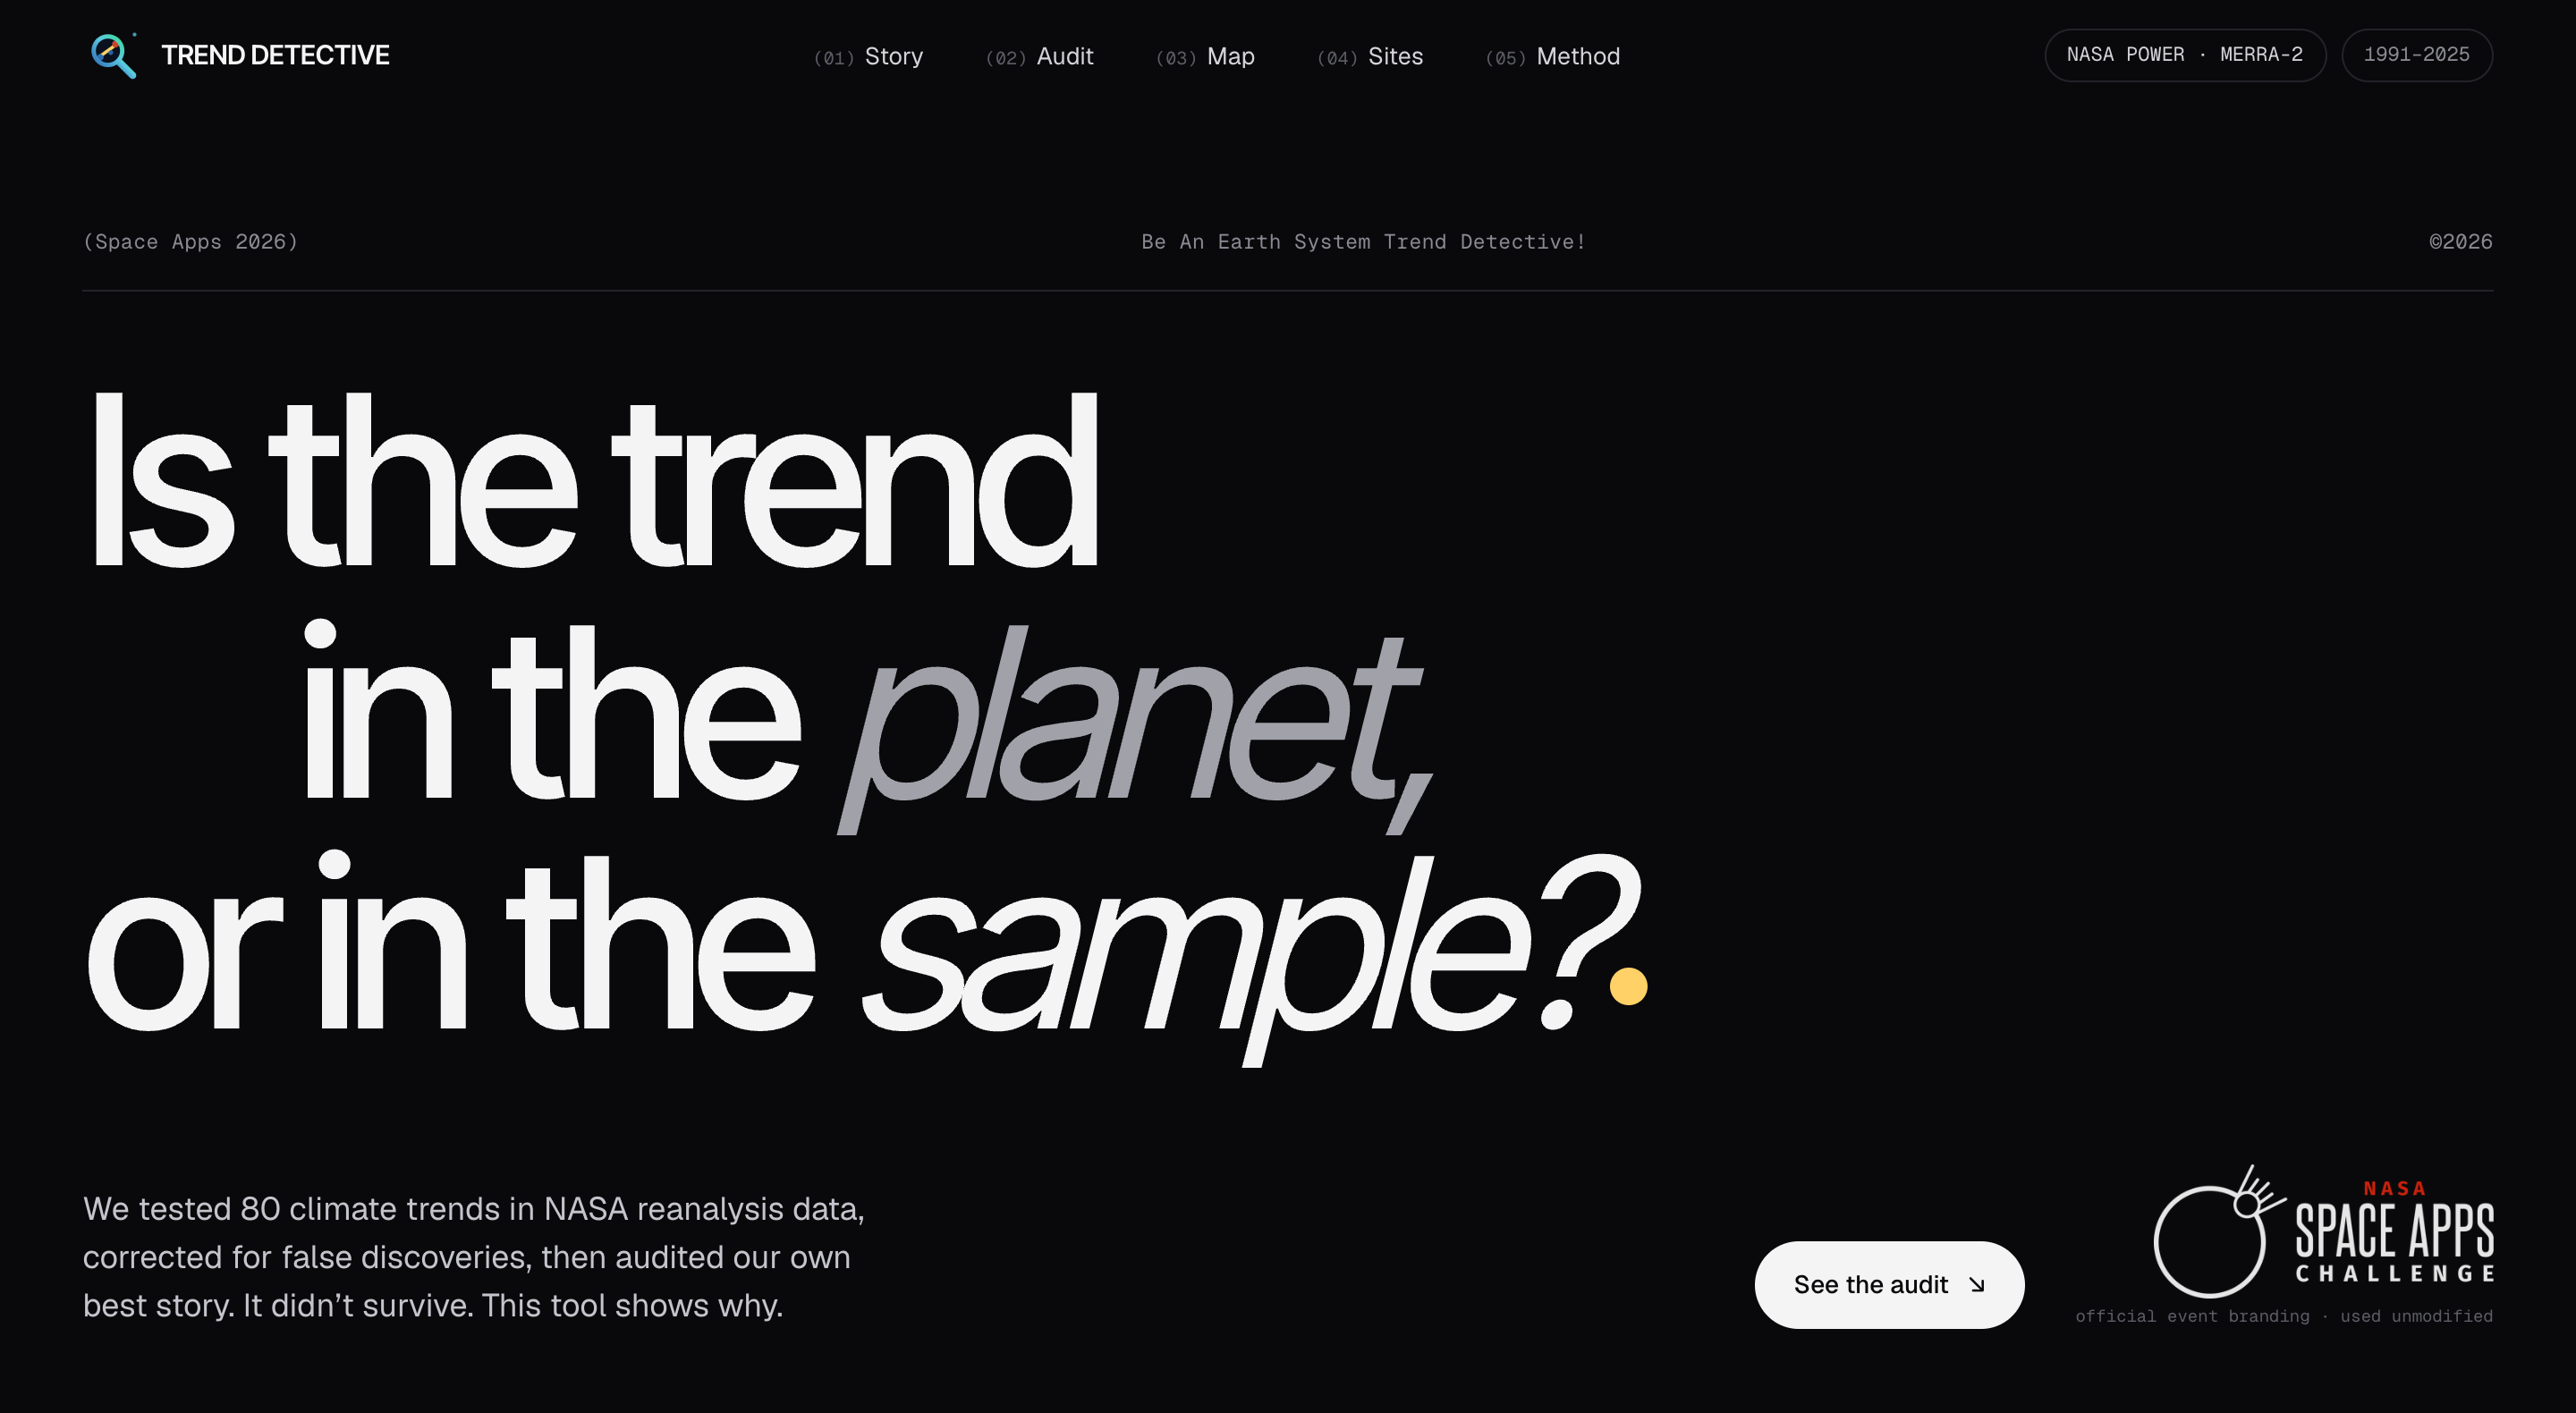 TREND DETECTIVE
(01) Story (02) Audit (03) Map (04) Sites (05) Method
NASA POWER · MERRA-2
1991–2025
(Space Apps 2026)
Be An Earth System Trend Detective!
©2026
Is the trend
in the planet,
or in the sample?
We tested 80 climate trends in NASA reanalysis data,
corrected for false discoveries, then audited our own
best story. It didn’t survive. This tool shows why.
See the audit ↘
NASA
SPACE APPS
CHALLENGE
official event branding · used unmodified